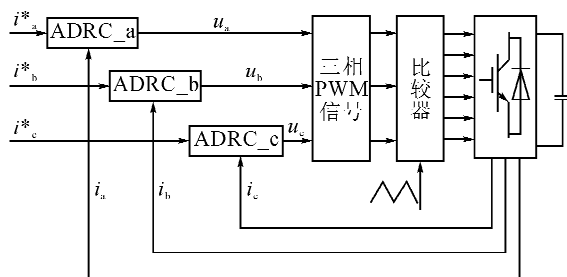 i*a
ADRC_a
ua
i*b
ADRC_b
ub
i*c
ADRC_c
uc
三相
PWM
信号
比较器
ia
ib
ic